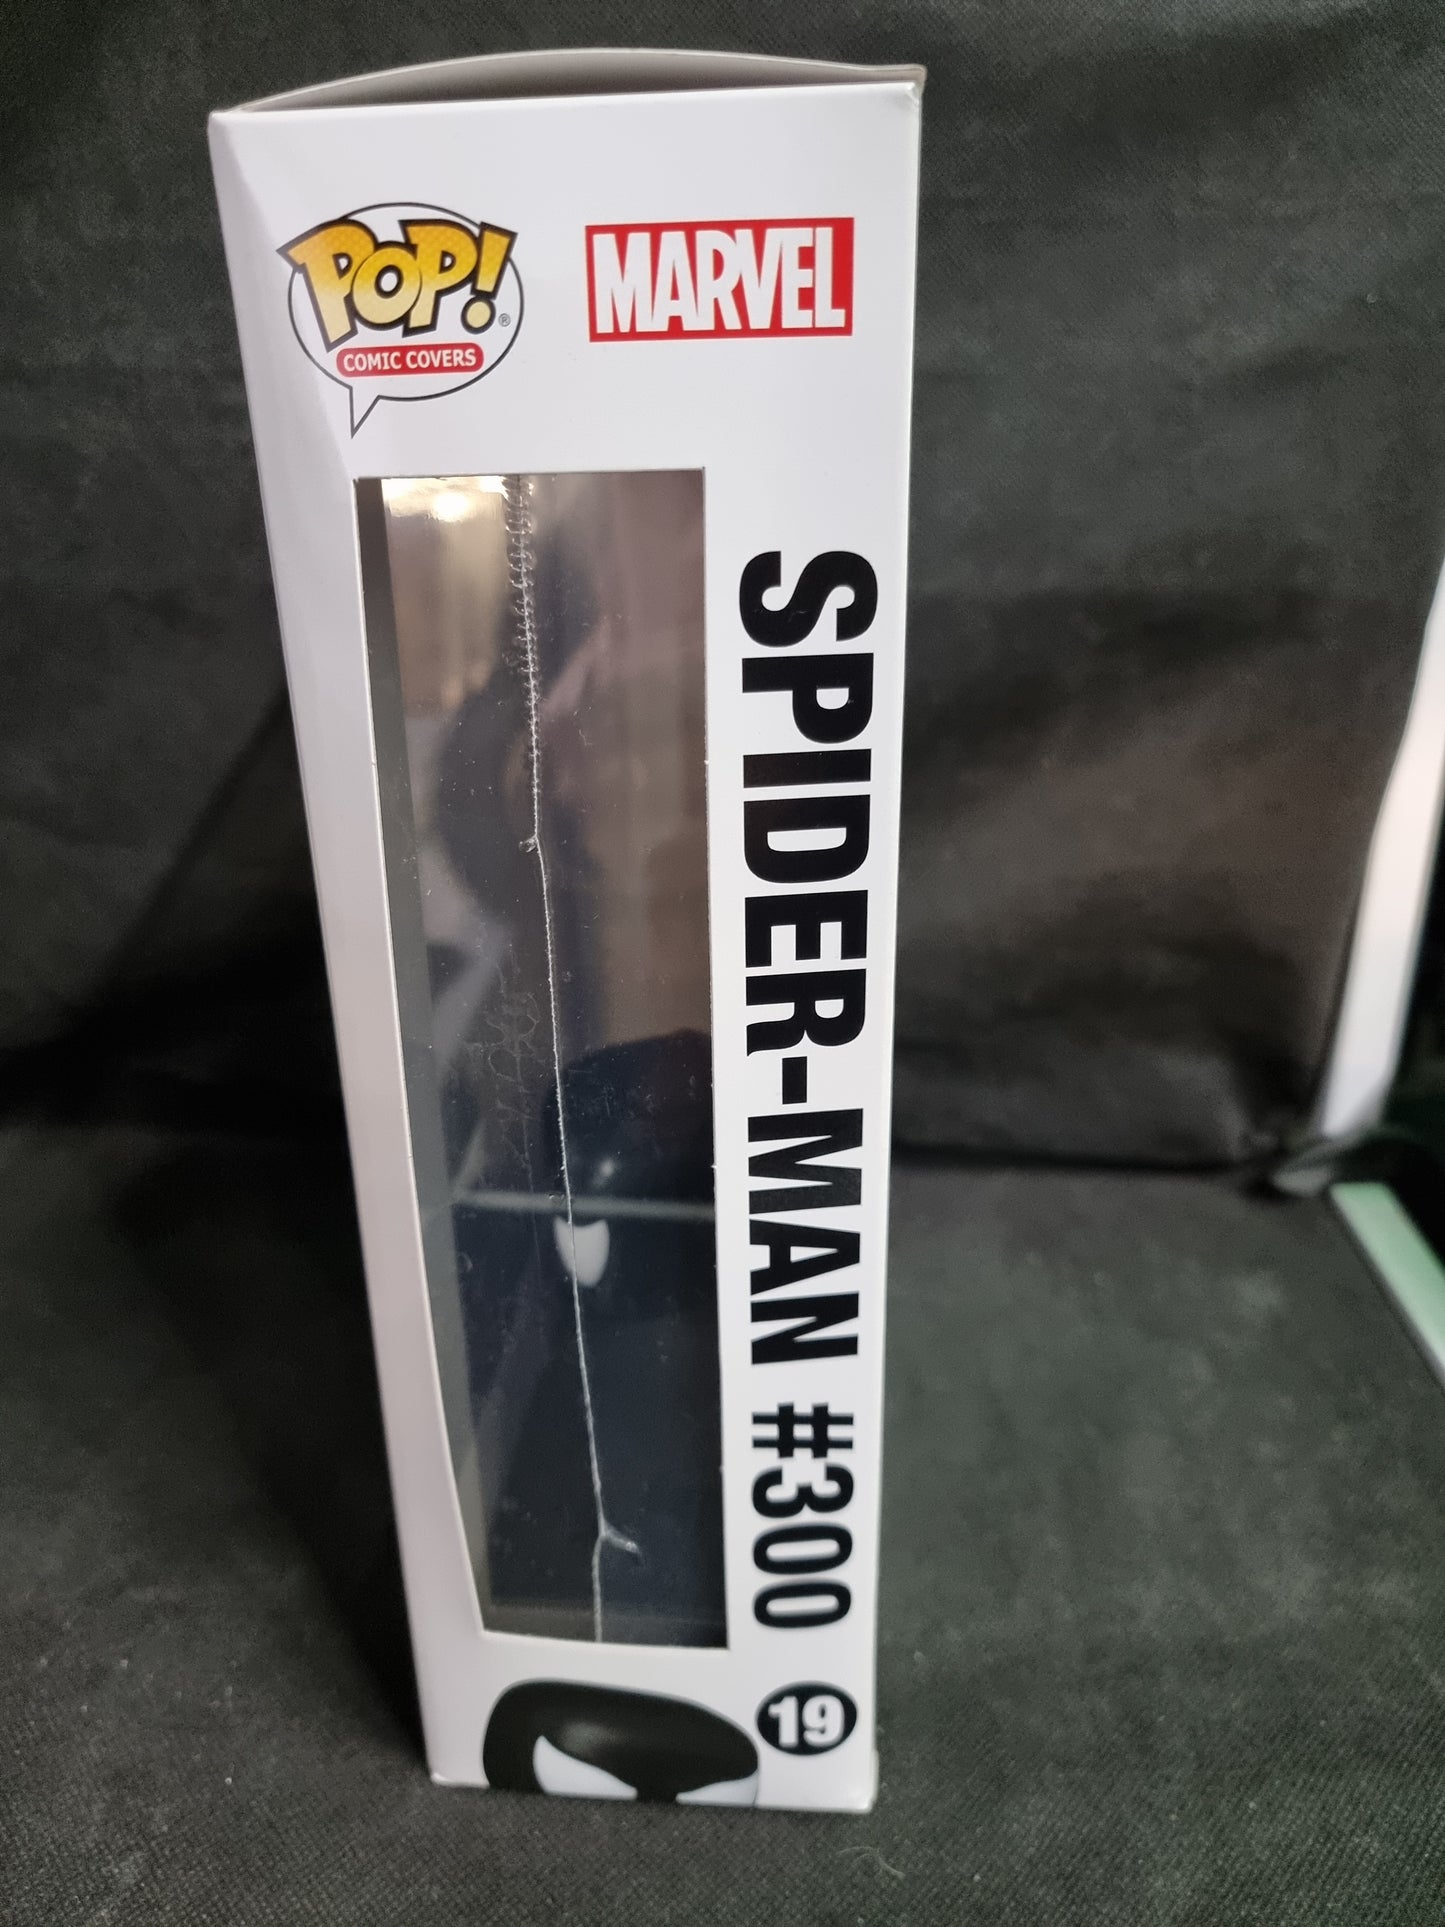 POP!®
COMIC COVERS
MARVEL
SPIDER-MAN #300
19